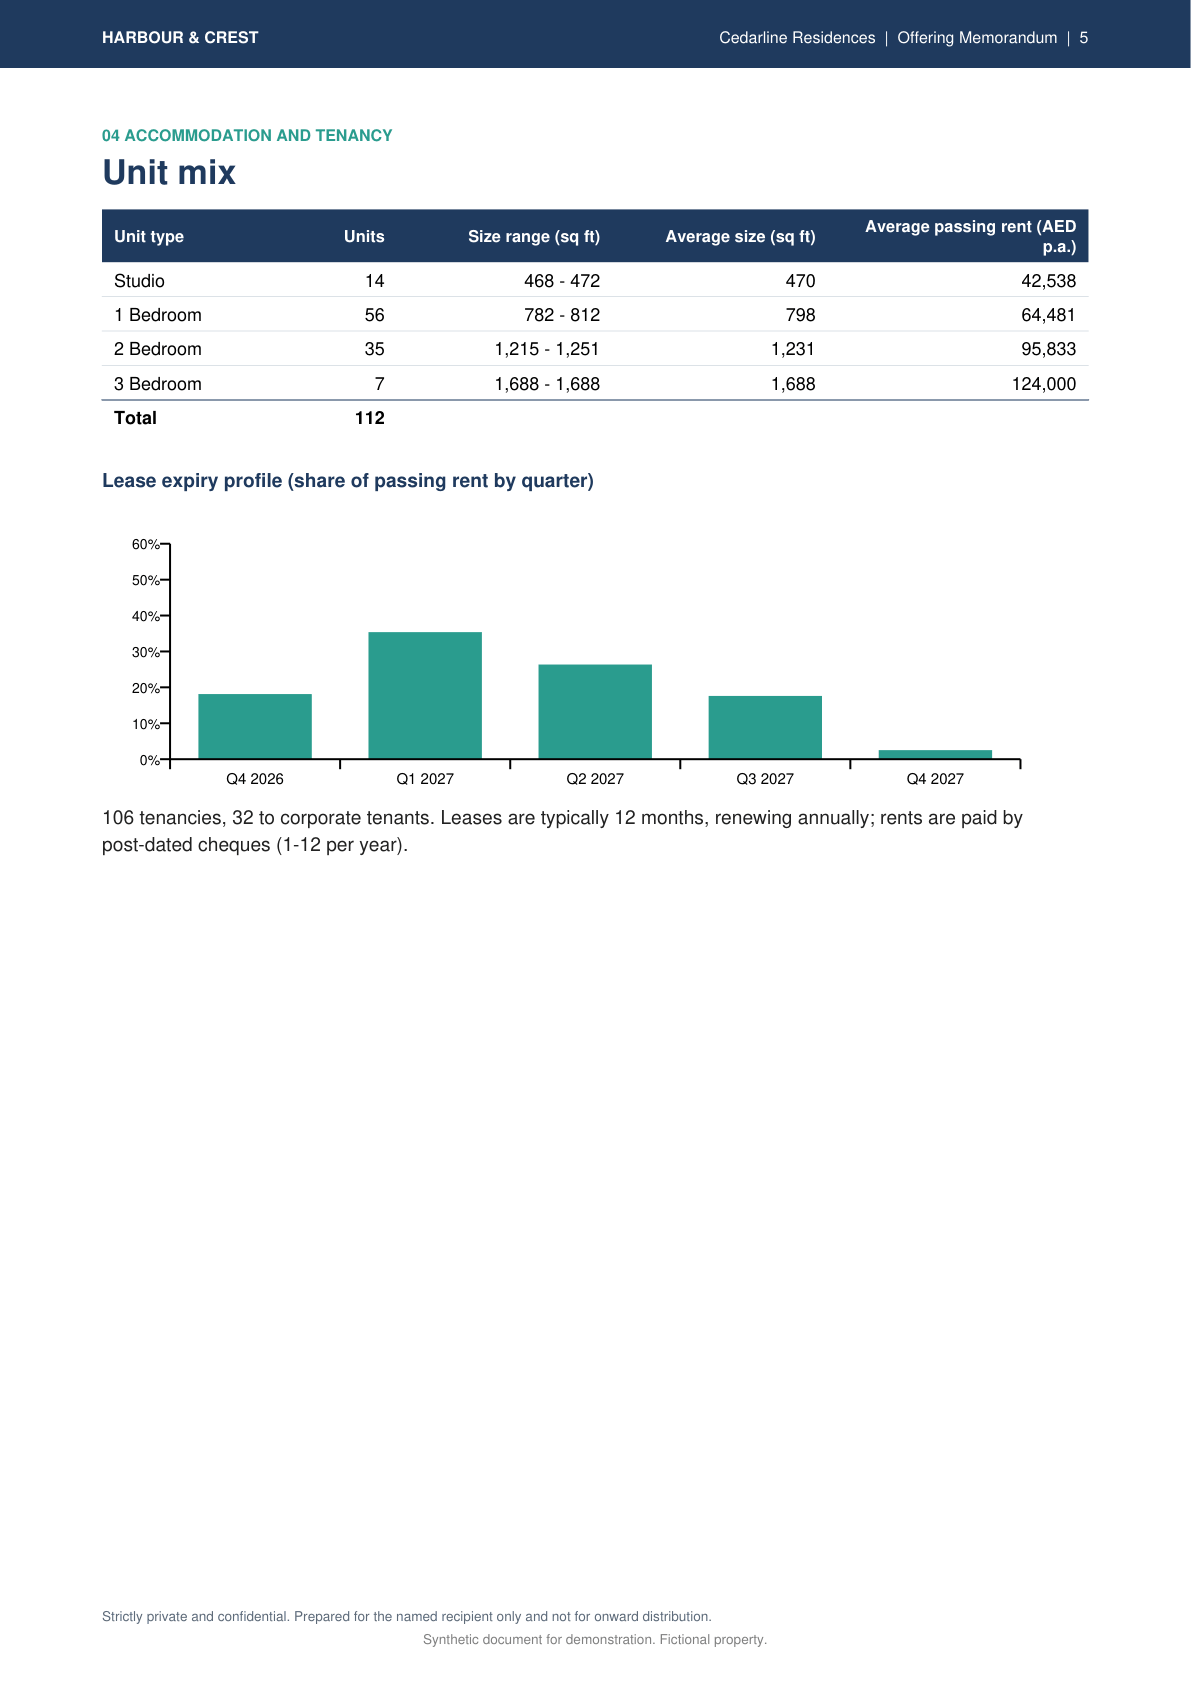 HARBOUR & CREST
Cedarline Residences | Offering Memorandum | 5
04 ACCOMMODATION AND TENANCY
Unit mix
Unit type Units Size range (sq ft) Average size (sq ft) Average passing rent (AED p.a.)
Studio 14 468 - 472 470 42,538
1 Bedroom 56 782 - 812 798 64,481
2 Bedroom 35 1,215 - 1,251 1,231 95,833
3 Bedroom 7 1,688 - 1,688 1,688 124,000
Total 112
Lease expiry profile (share of passing rent by quarter)
60%
50%
40%
30%
20%
10%
0%
Q4 2026 Q1 2027 Q2 2027 Q3 2027 Q4 2027
106 tenancies, 32 to corporate tenants. Leases are typically 12 months, renewing annually; rents are paid by
post-dated cheques (1-12 per year).
Strictly private and confidential. Prepared for the named recipient only and not for onward distribution.
Synthetic document for demonstration. Fictional property.